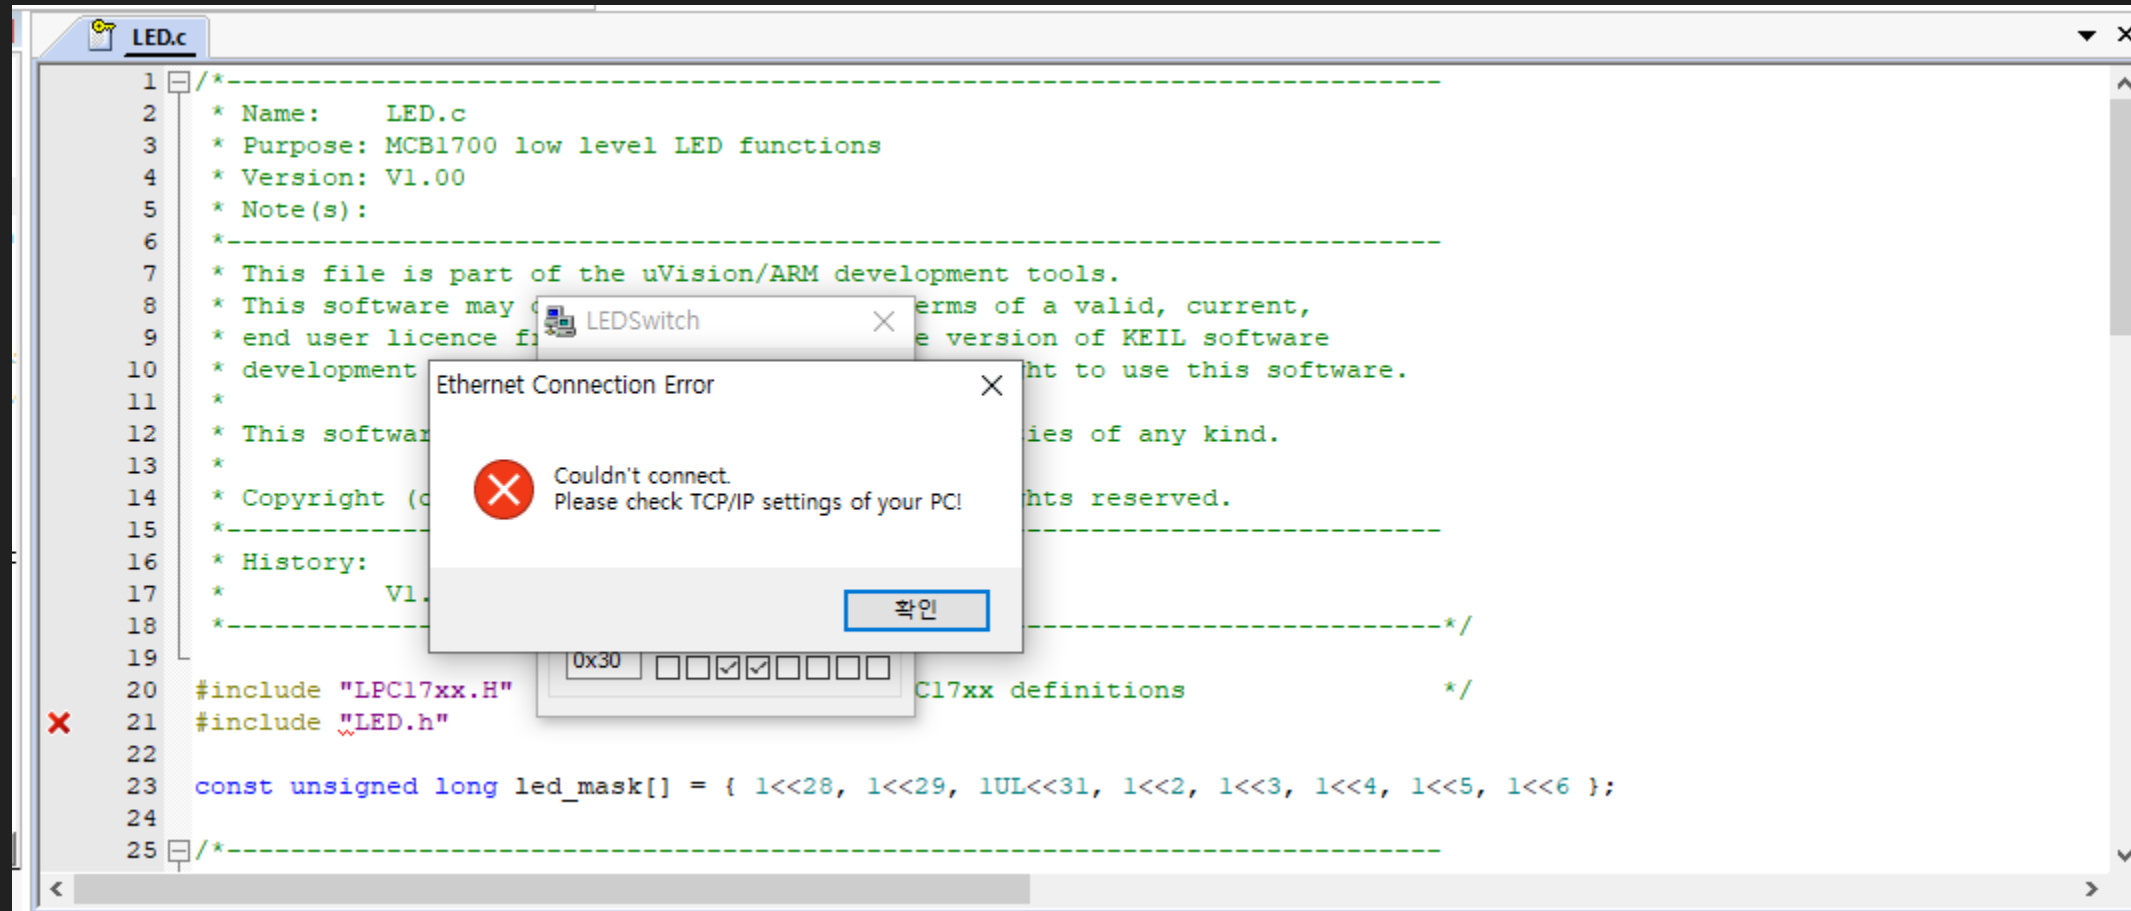 LED.c
1 /*----------------------------------------------------------------------------
2 * Name:    LED.c
3 * Purpose: MCB1700 low level LED functions
4 * Version: V1.00
5 * Note(s):
6 *----------------------------------------------------------------------------
7 * This file is part of the uVision/ARM development tools.
8 * This software may erms of a valid, current,
9 * end user licence e version of KEIL software
10 * development ht to use this software.
11 *
12 * This softwar ies of any kind.
13 *
14 * Copyright ( hts reserved.
15 *----------------------------------------------------------------------------
16 * History:
17 *          V1.
18 *----------------------------------------------------------------------------*/
19
20 #include "LPC17xx.H" C17xx definitions */
21 #include "LED.h"
22
23 const unsigned long led_mask[] = { 1<<28, 1<<29, 1UL<<31, 1<<2, 1<<3, 1<<4, 1<<5, 1<<6 };
24
25 /*----------------------------------------------------------------------------
LEDSwitch
Ethernet Connection Error
Couldn't connect.
Please check TCP/IP settings of your PC!
확인
0x30